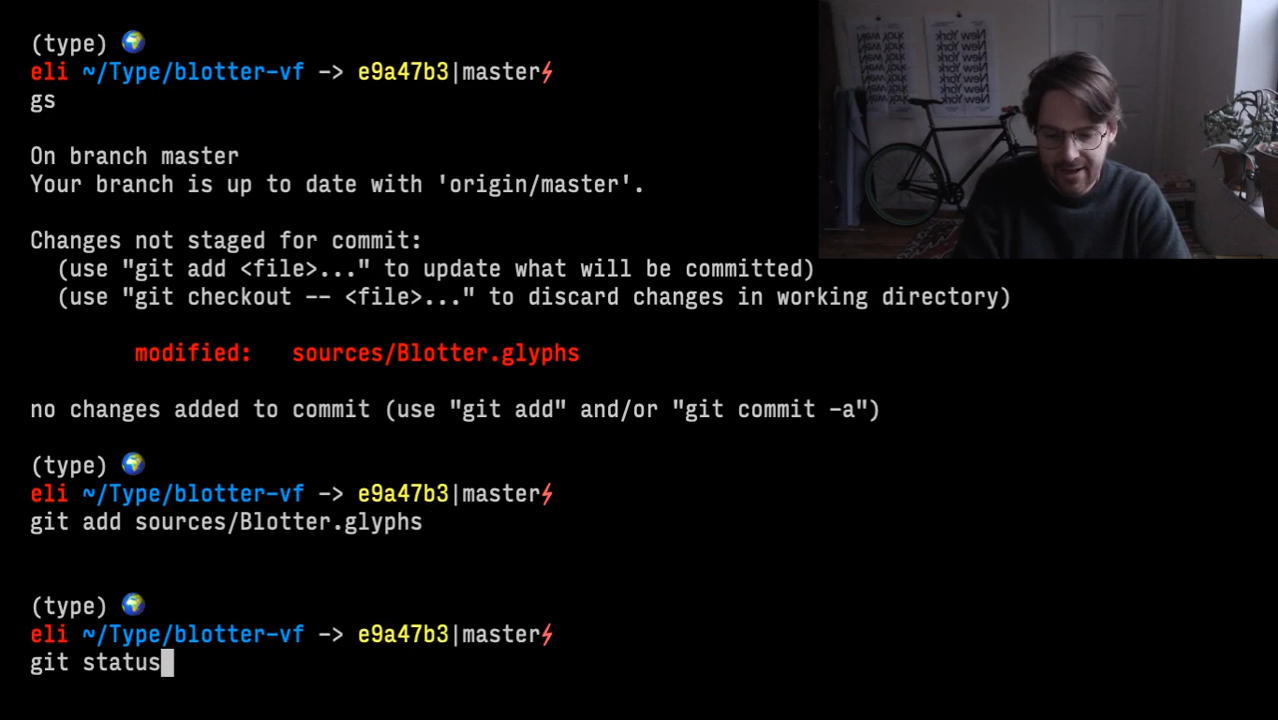 (type) 🌍
eli ~/Type/blotter-vf -> e9a47b3|master⚡
gs
On branch master
Your branch is up to date with 'origin/master'.
Changes not staged for commit:
  (use "git add <file>..." to update what will be committed)
  (use "git checkout -- <file>..." to discard changes in working directory)
        modified:   sources/Blotter.glyphs
no changes added to commit (use "git add" and/or "git commit -a")
(type) 🌍
eli ~/Type/blotter-vf -> e9a47b3|master⚡
git add sources/Blotter.glyphs
(type) 🌍
eli ~/Type/blotter-vf -> e9a47b3|master⚡
git status
New York